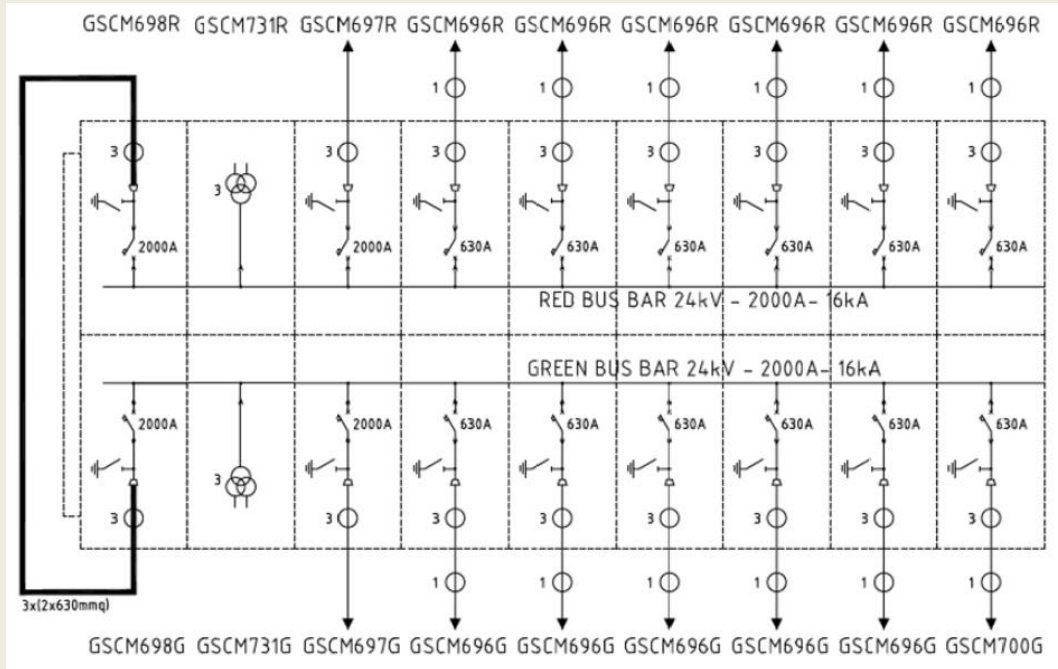 GSCM698R GSCM731R GSCM697R GSCM696R GSCM696R GSCM696R GSCM696R GSCM696R GSCM696R
1 1 1 1 1 1
3 3 3 3 3 3 3 3
3
2000A 2000A 630A 630A 630A 630A 630A 630A
RED BUS BAR 24kV - 2000A- 16kA
GREEN BUS BAR 24kV - 2000A- 16kA
2000A 2000A 630A 630A 630A 630A 630A 630A
3
3 3 3 3 3 3 3 3
1 1 1 1 1 1
3x(2x630mmq)
GSCM698G GSCM731G GSCM697G GSCM696G GSCM696G GSCM696G GSCM696G GSCM696G GSCM700G